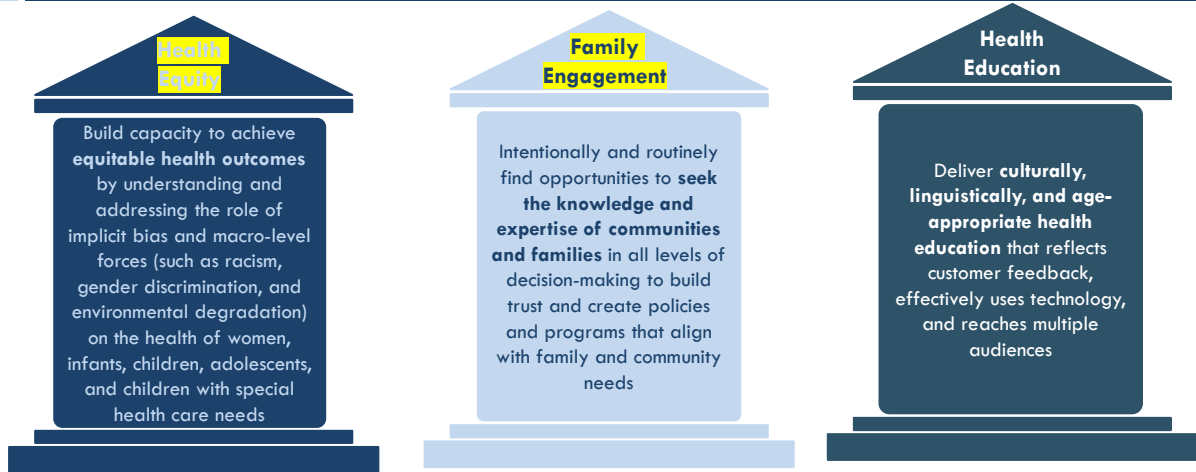 Health
Equity
Build capacity to achieve
equitable health outcomes
by understanding and
addressing the role of
implicit bias and macro-level
forces (such as racism,
gender discrimination, and
environmental degradation)
on the health of women,
infants, children, adolescents,
and children with special
health care needs
Family
Engagement
Intentionally and routinely
find opportunities to seek
the knowledge and
expertise of communities
and families in all levels of
decision-making to build
trust and create policies
and programs that align
with family and community
needs
Health
Education
Deliver culturally,
linguistically, and age-
appropriate health
education that reflects
customer feedback,
effectively uses technology,
and reaches multiple
audiences